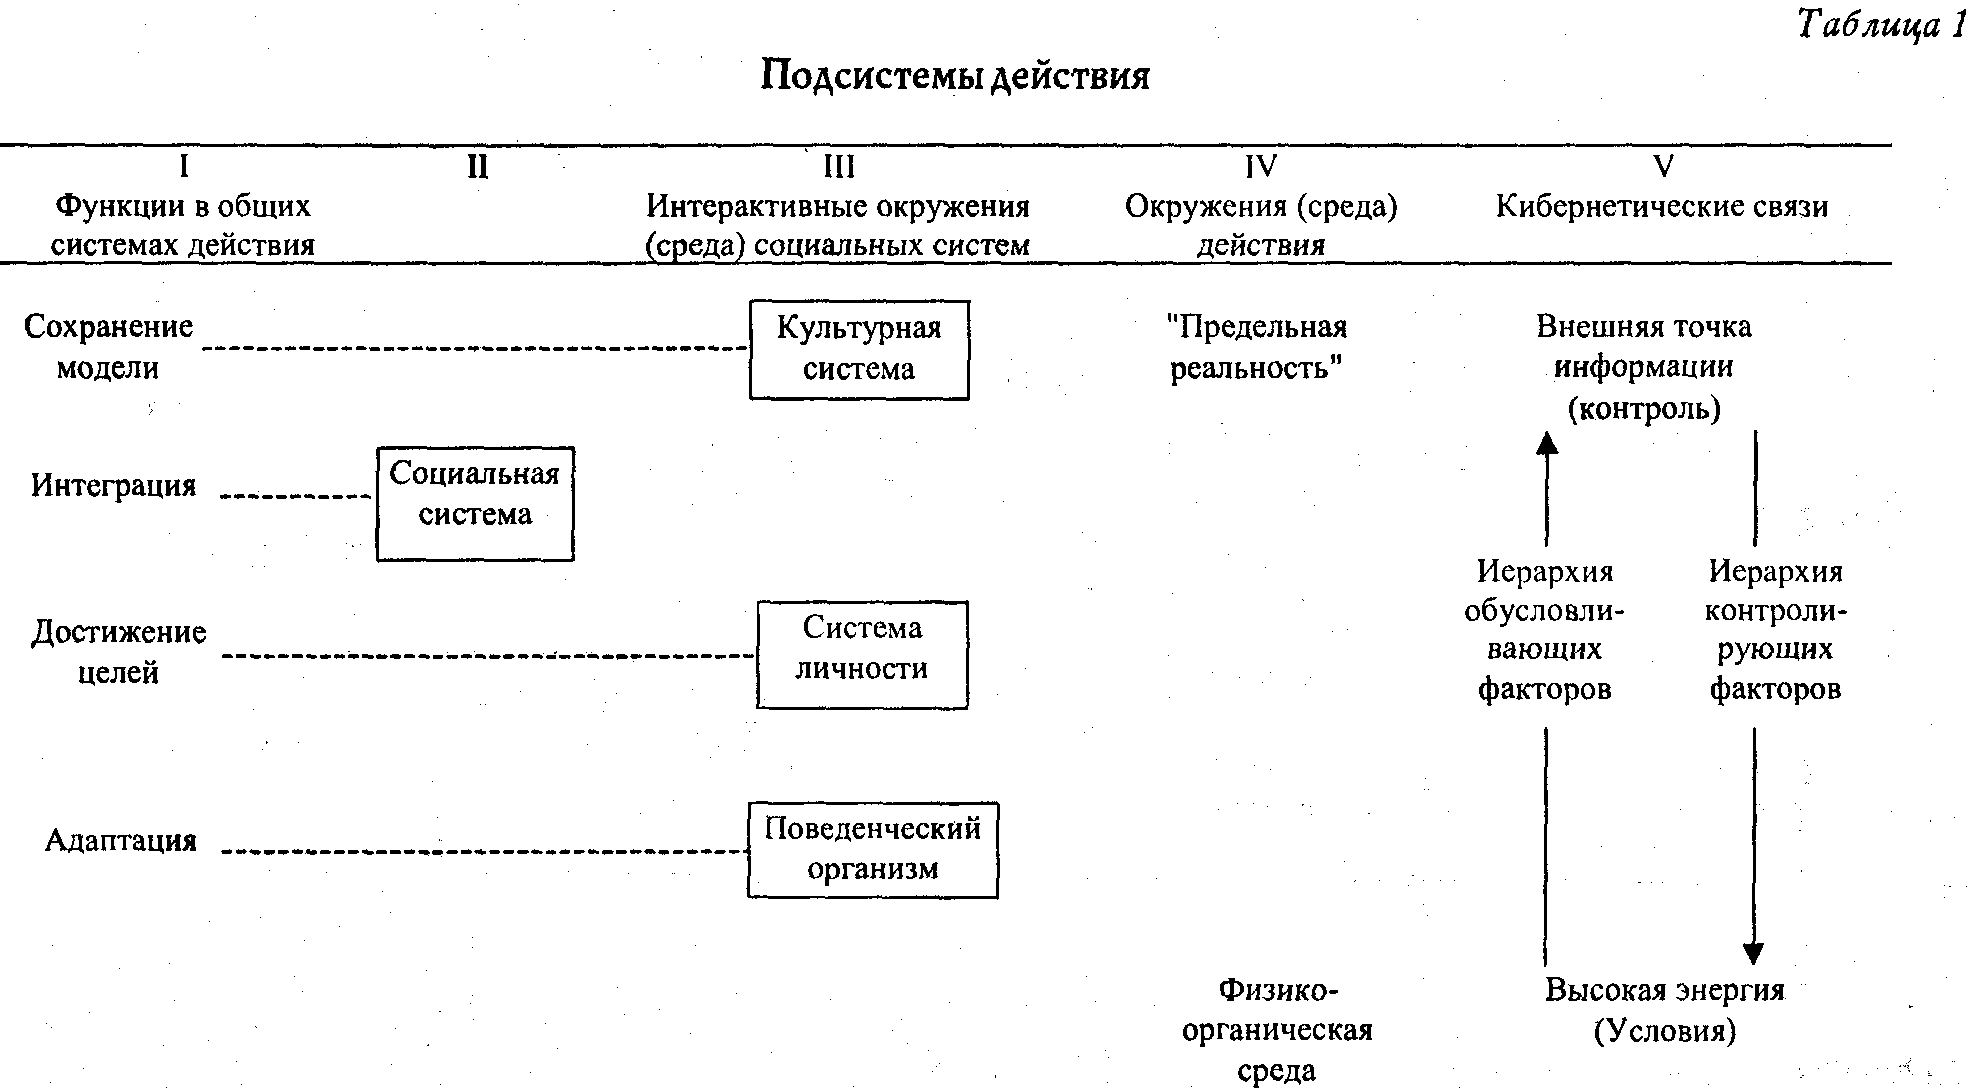 Таблица 1
Подсистемы действия
I
II
III
IV
V
Функции в общих
системах действия
Интерактивные окружения
(среда) социальных систем
Окружения (среда)
действия
Кибернетические связи
Сохранение
модели
Культурная
система
"Предельная
реальность"
Внешняя точка
информации
(контроль)
Интеграция
Социальная
система
Иерархия
обусловли-
вающих
факторов
Иерархия
контроли-
рующих
факторов
Достижение
целей
Система
личности
Адаптация
Поведенческий
организм
Физико-
органическая
среда
Высокая энергия
(Условия)